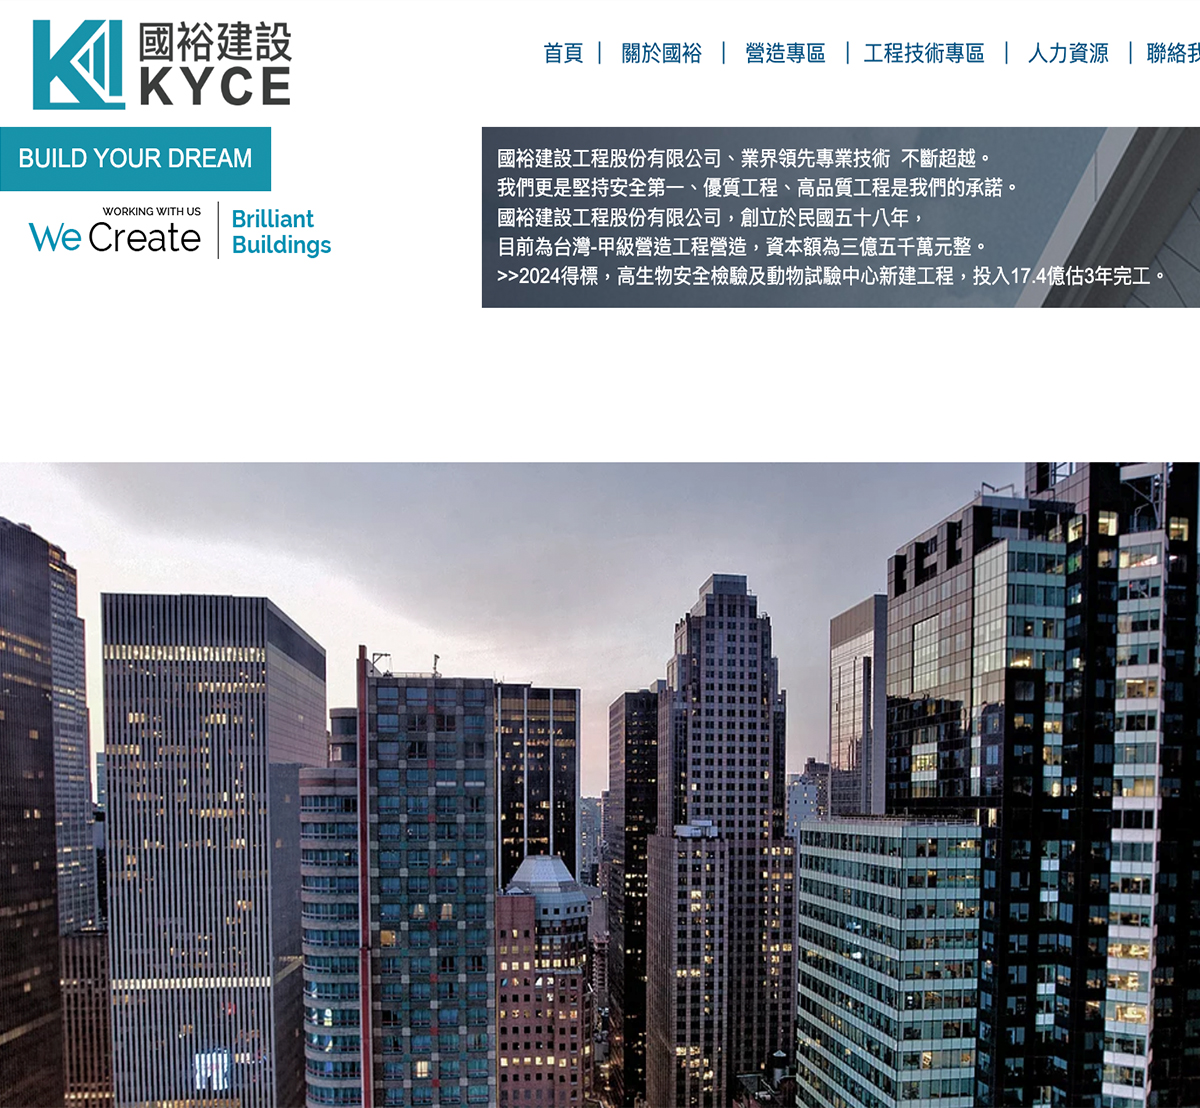 國裕建設
KYCE
首頁 | 關於國裕 | 營造專區 | 工程技術專區 | 人力資源 | 聯絡
BUILD YOUR DREAM
國裕建設工程股份有限公司、業界領先專業技術 不斷超越。
我們更是堅持安全第一、優質工程、高品質工程是我們的承諾。
國裕建設工程股份有限公司，創立於民國五十八年，
目前為台灣-甲級營造工程營造，資本額為三億五千萬元整。
>>2024得標，高生物安全檢驗及動物試驗中心新建工程，投入17.4億估3年完工。
WORKING WITH US
We Create
Brilliant
Buildings